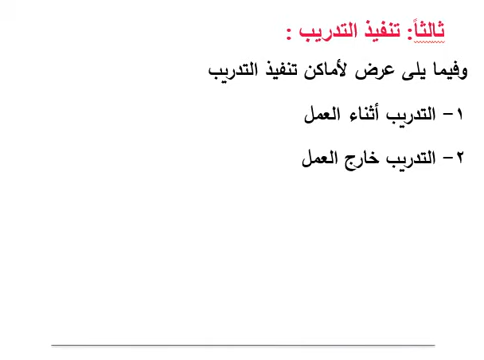 ثالثاً: تنفيذ التدريب :
وفيما يلى عرض لأماكن تنفيذ التدريب
١- التدريب أثناء العمل
٢- التدريب خارج العمل